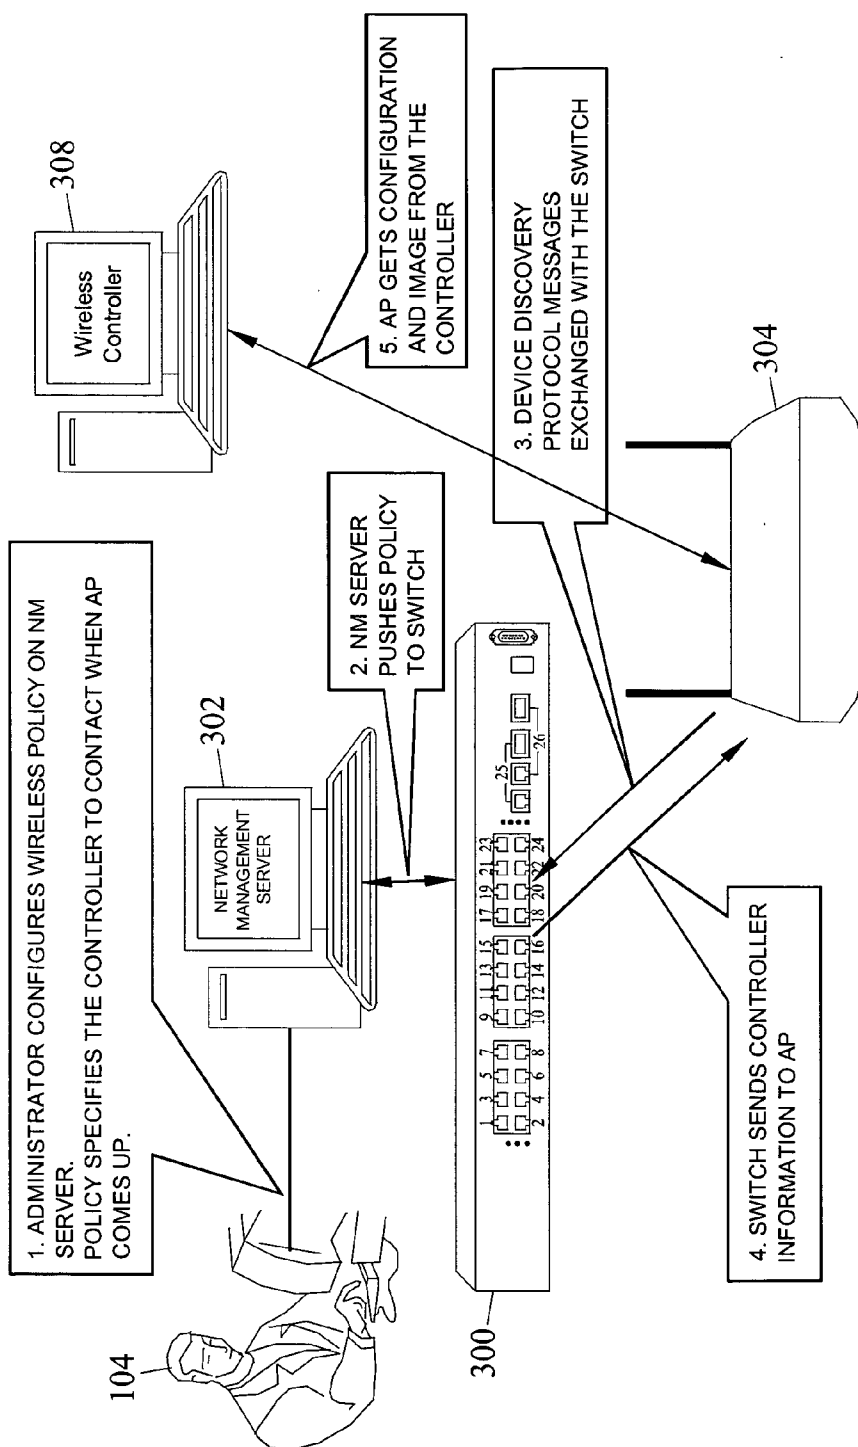 1. ADMINISTRATOR CONFIGURES WIRELESS POLICY ON NM
SERVER.
POLICY SPECIFIES THE CONTROLLER TO CONTACT WHEN AP
COMES UP.
104
302
NETWORK
MANAGEMENT
SERVER
308
Wireless
Controller
2. NM SERVER
PUSHES POLICY
TO SWITCH
5. AP GETS CONFIGURATION
AND IMAGE FROM THE
CONTROLLER
300
1 3 5 7 9 11 13 15 17 19 21 23
2 4 6 8 10 12 14 16 18 20 22 24
25
26
3. DEVICE DISCOVERY
PROTOCOL MESSAGES
EXCHANGED WITH THE SWITCH
4. SWITCH SENDS CONTROLLER
INFORMATION TO AP
304